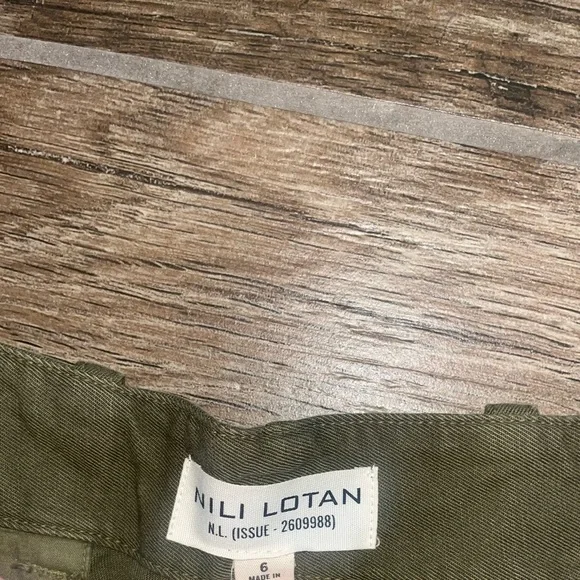 NILI LOTAN
N.L. (ISSUE - 2609988)
6
MADE IN